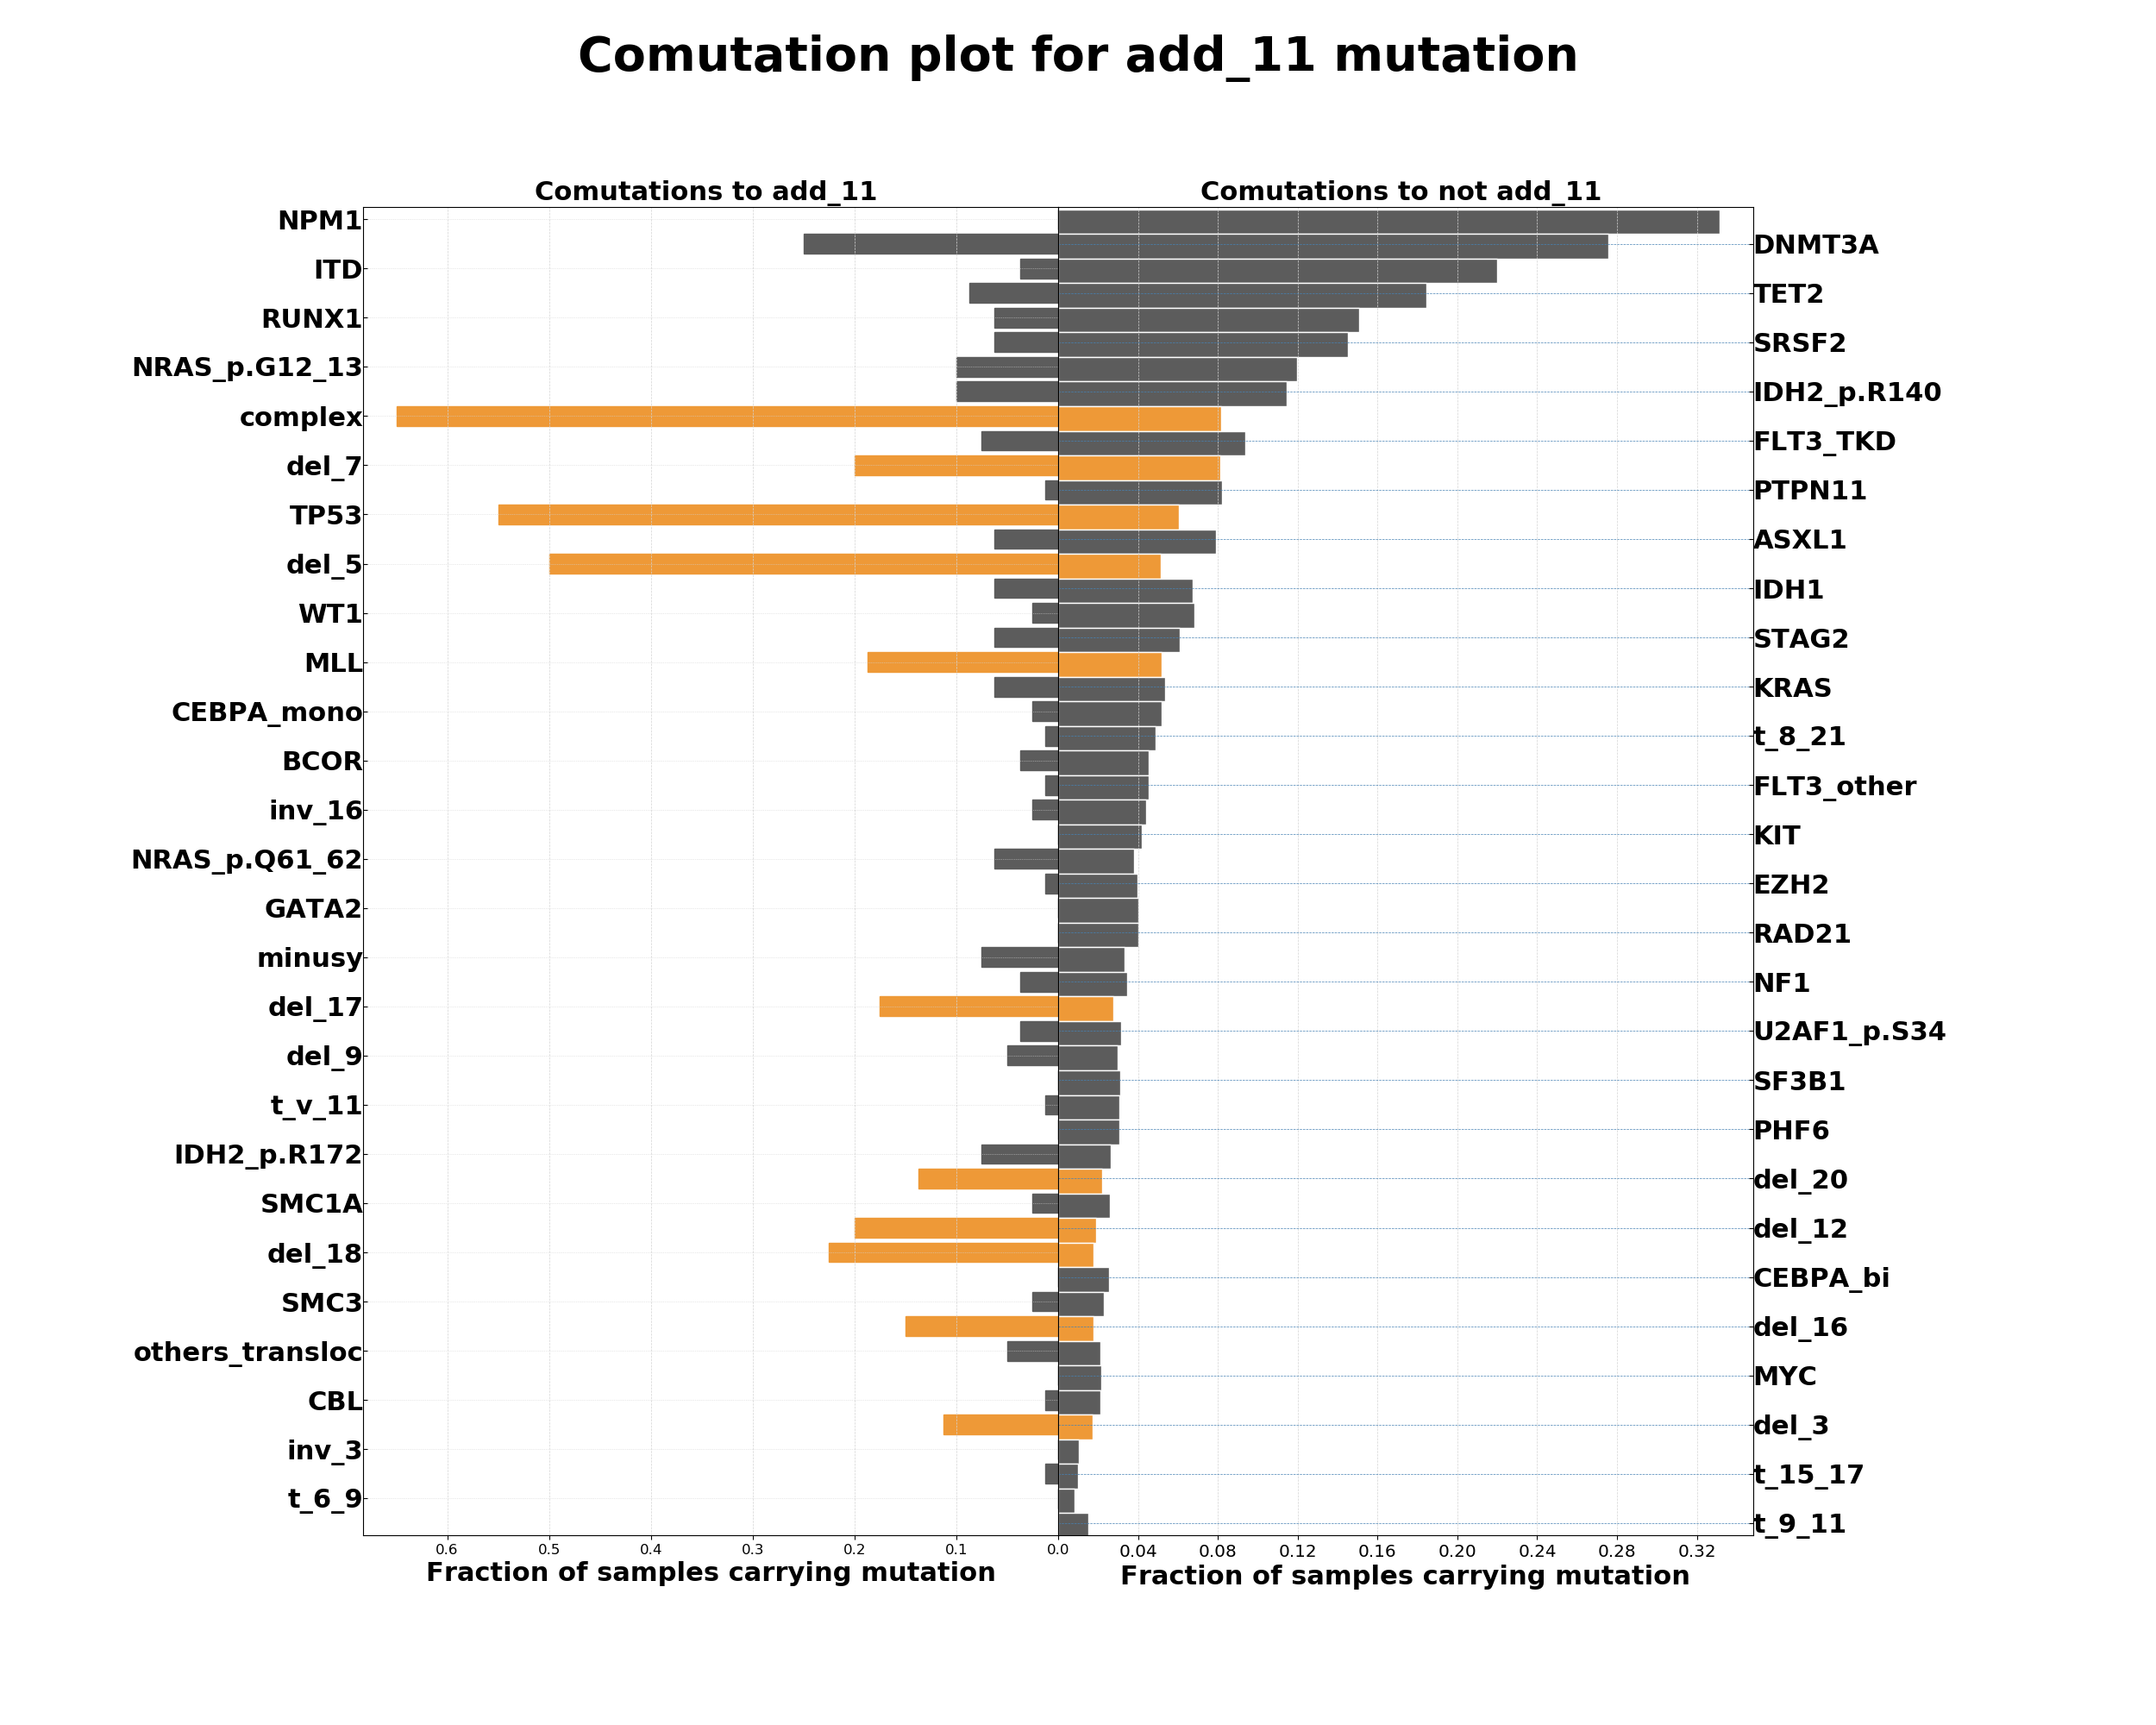 Comutation plot for add_11 mutation
Comutations to add_11
Comutations to not add_11
NPM1
DNMT3A
ITD
TET2
RUNX1
SRSF2
NRAS_p.G12_13
IDH2_p.R140
complex
FLT3_TKD
del_7
PTPN11
TP53
ASXL1
del_5
IDH1
WT1
STAG2
MLL
KRAS
CEBPA_mono
t_8_21
BCOR
FLT3_other
inv_16
KIT
NRAS_p.Q61_62
EZH2
GATA2
RAD21
minusy
NF1
del_17
U2AF1_p.S34
del_9
SF3B1
t_v_11
PHF6
IDH2_p.R172
del_20
SMC1A
del_12
del_18
CEBPA_bi
SMC3
del_16
others_transloc
MYC
CBL
del_3
inv_3
t_15_17
t_6_9
t_9_11
0.6 0.5 0.4 0.3 0.2 0.1 0.0 0.04 0.08 0.12 0.16 0.20 0.24 0.28 0.32
Fraction of samples carrying mutation
Fraction of samples carrying mutation